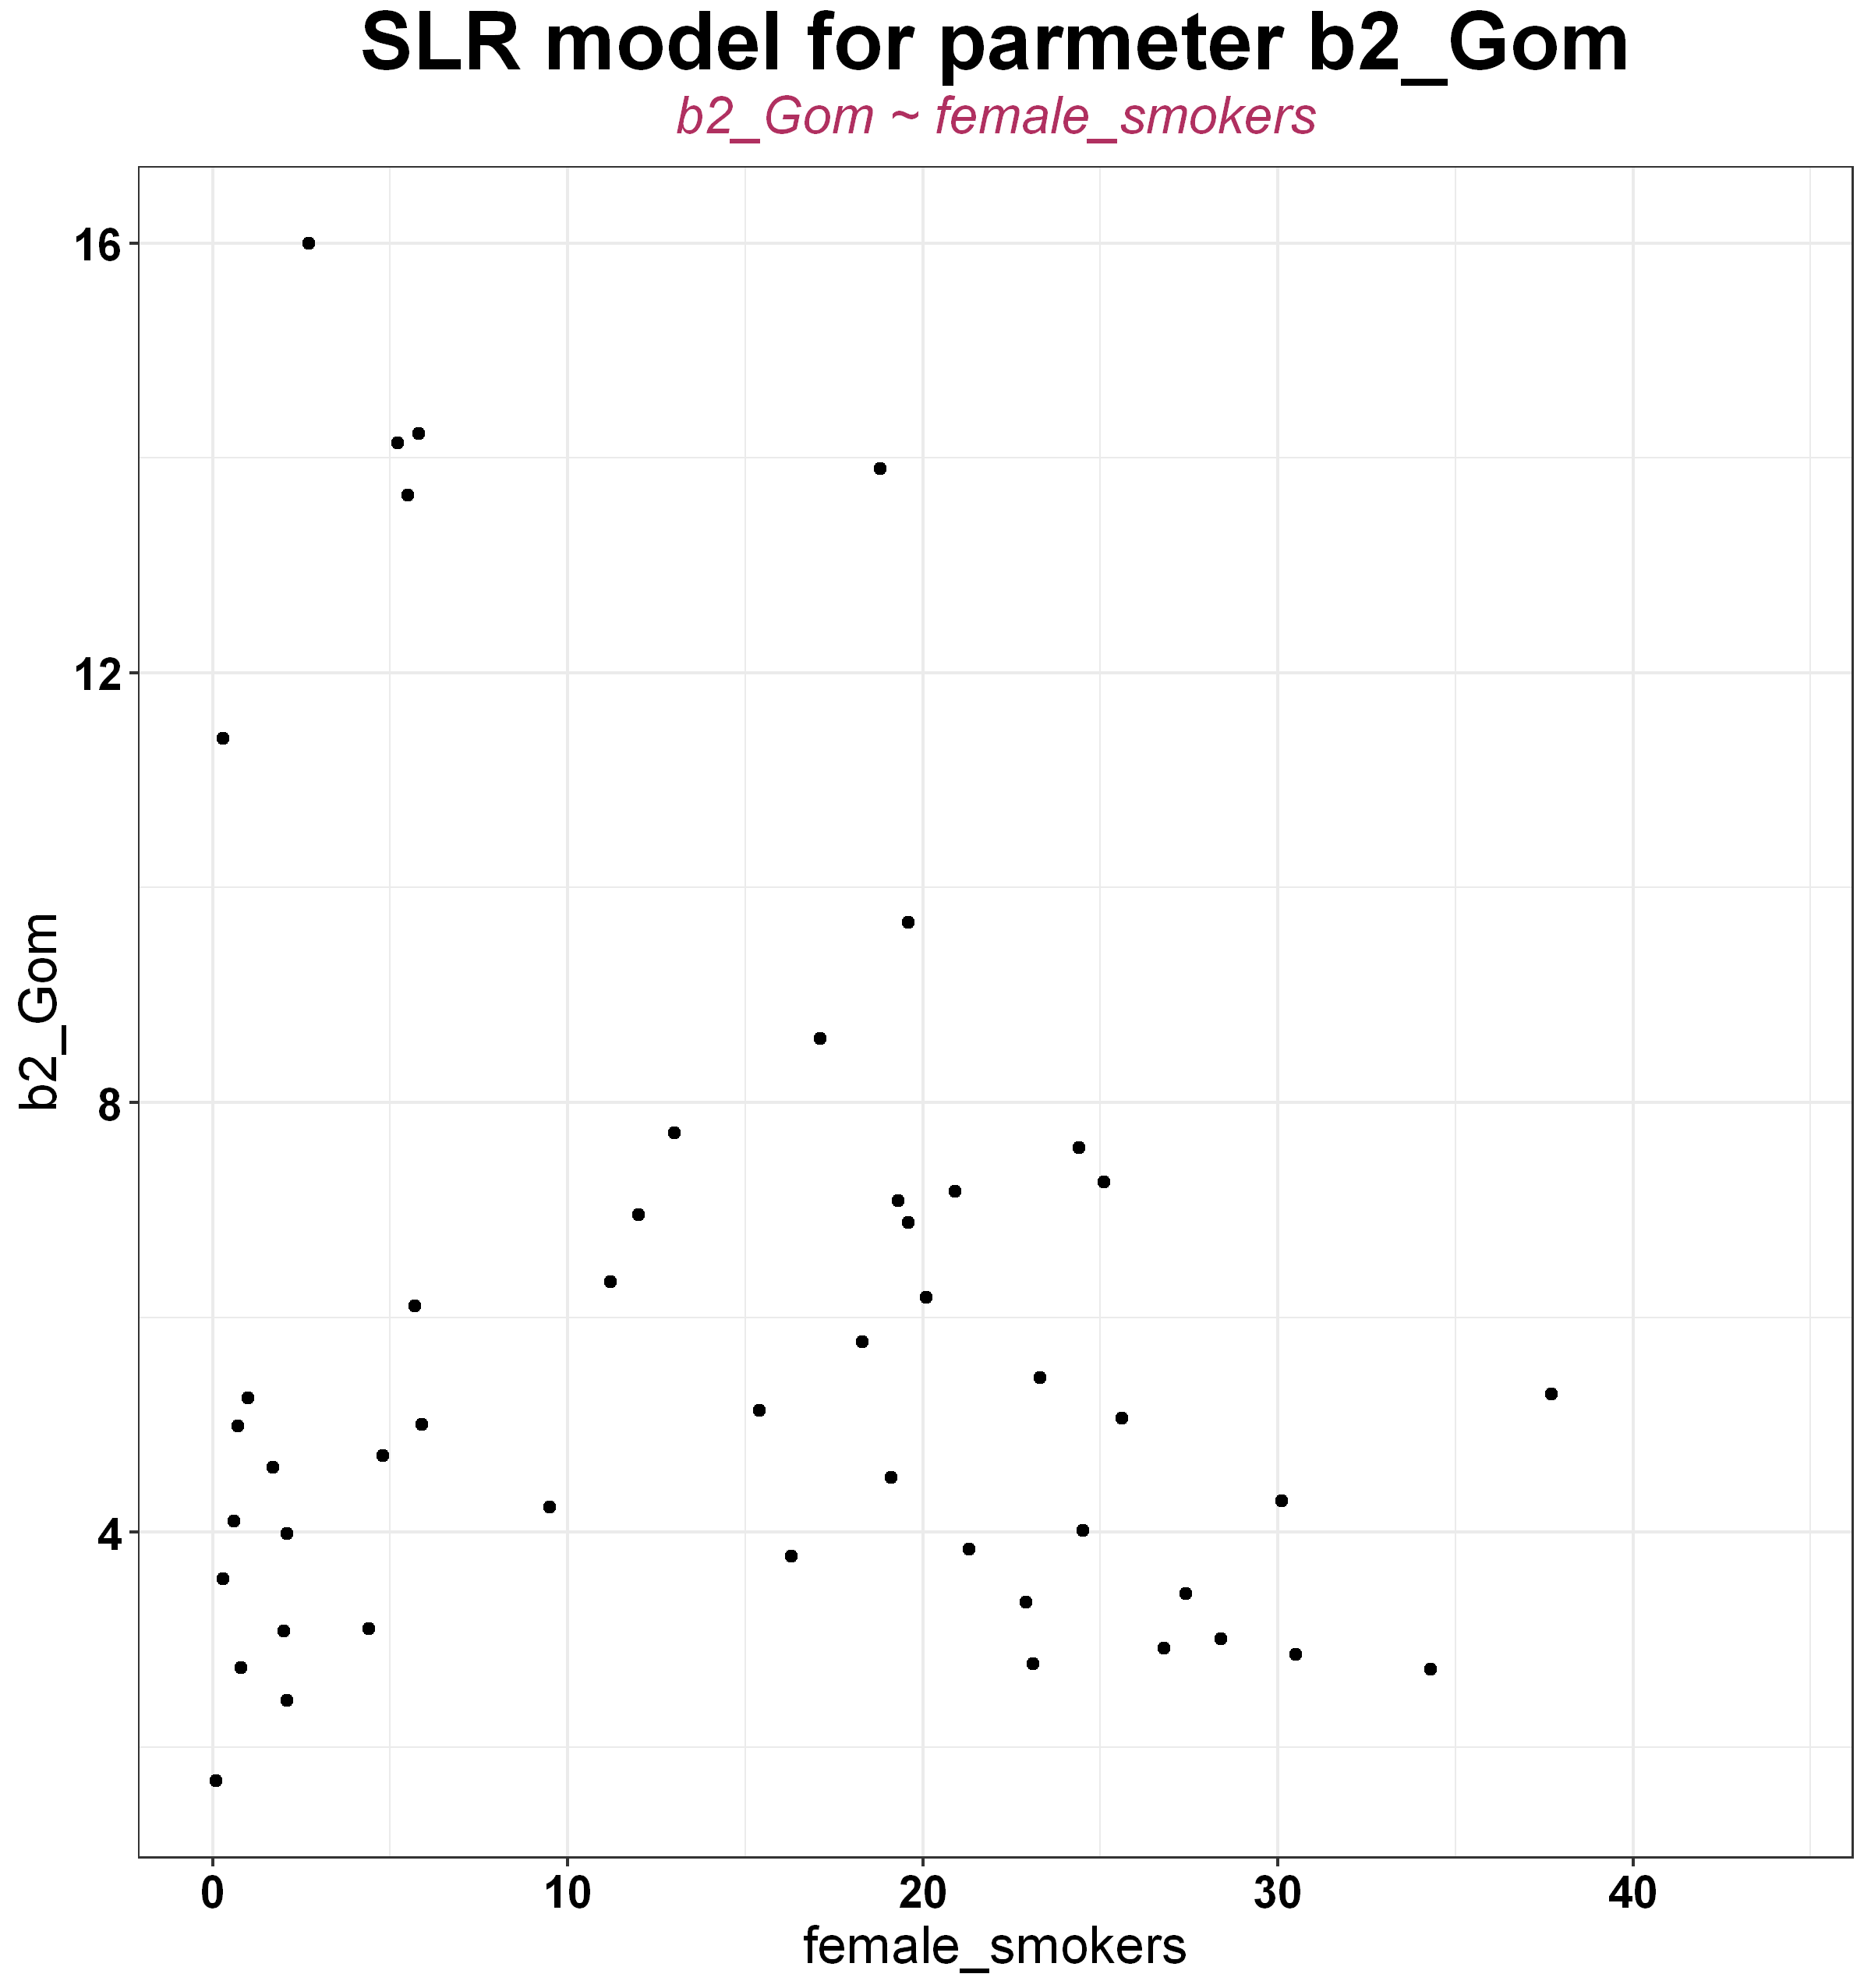 SLR model for parmeter b2_Gom
b2_Gom ~ female_smokers
16
12
8
4
b2_Gom
0 10 20 30 40
female_smokers